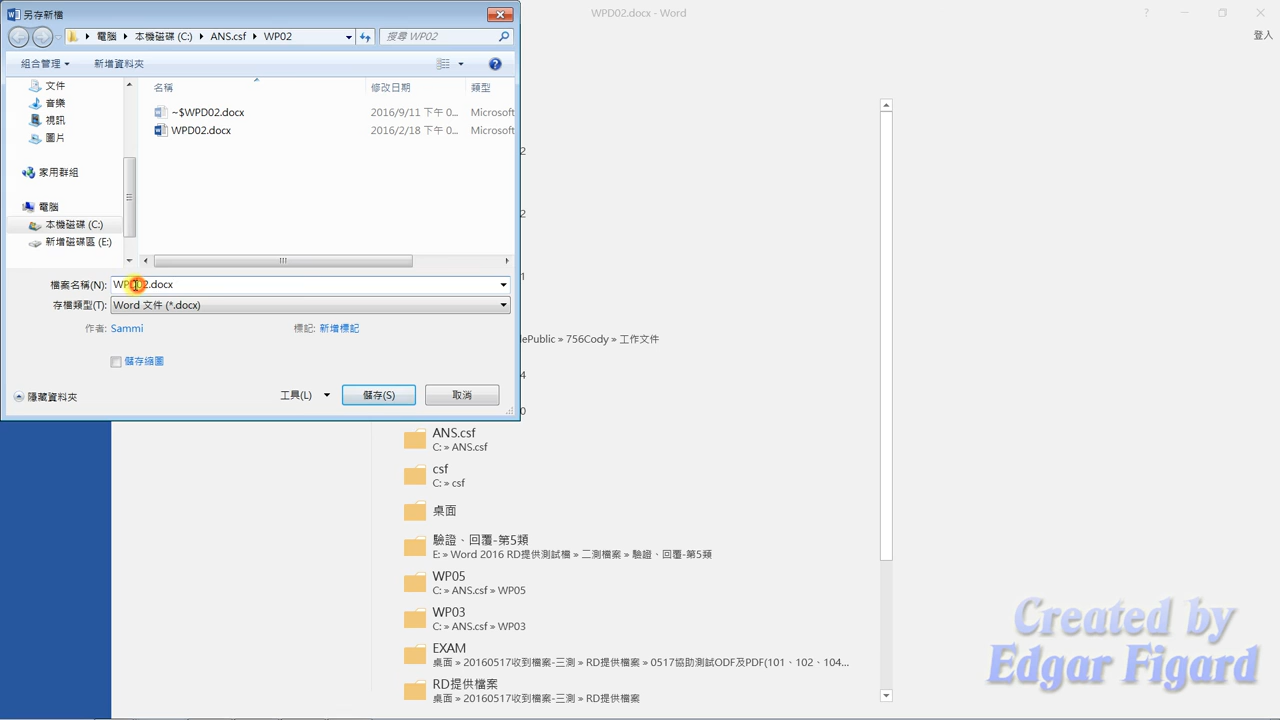 另存新檔
WPD02.docx - Word
?
登入
電腦 本機磁碟 (C:) ANS.csf WP02
搜尋 WP02
組合管理
新增資料夾
名稱 修改日期 類型
~$WPD02.docx 2016/9/11 下午 0... Microsoft
WPD02.docx 2016/2/18 下午 0... Microsoft
文件
音樂
視訊
圖片
家用群組
電腦
本機磁碟 (C:)
新增磁碟區 (E:)
檔案名稱(N): WPD02.docx
存檔類型(T): Word 文件 (*.docx)
作者: Sammi
標記: 新增標記
儲存縮圖
隱藏資料夾
工具(L)
儲存(S)
取消
2
2
1
lePublic » 756Cody » 工作文件
4
0
ANS.csf
C: » ANS.csf
csf
C: » csf
桌面
驗證、回覆-第5類
E: » Word 2016 RD提供測試檔 » 二測檔案 » 驗證、回覆-第5類
WP05
C: » ANS.csf » WP05
WP03
C: » ANS.csf » WP03
EXAM
桌面 » 20160517收到檔案-三測 » RD提供檔案 » 0517協助測試ODF及PDF(101、102、104...
RD提供檔案
桌面 » 20160517收到檔案-三測 » RD提供檔案
Created by
Edgar Figard